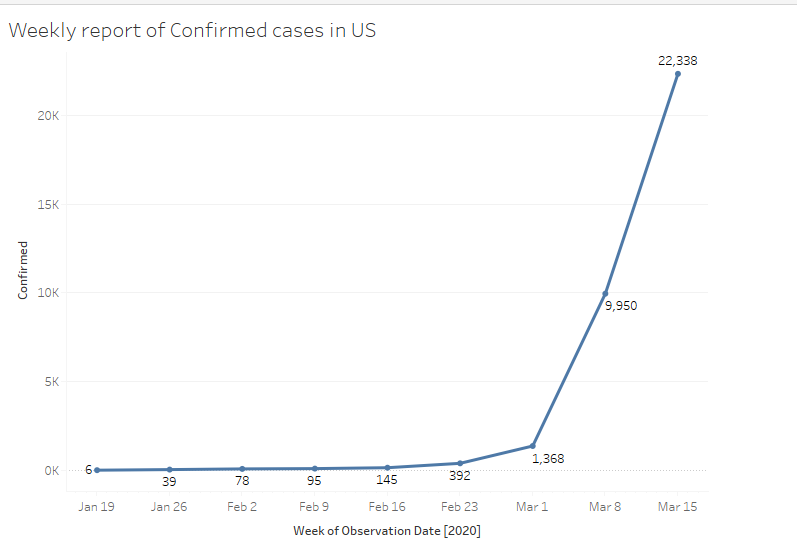 Weekly report of Confirmed cases in US
22,338
20K
15K
Confirmed
10K
9,950
5K
1,368
0K
6
39
78
95
145
392
Jan 19 Jan 26 Feb 2 Feb 9 Feb 16 Feb 23 Mar 1 Mar 8 Mar 15
Week of Observation Date [2020]